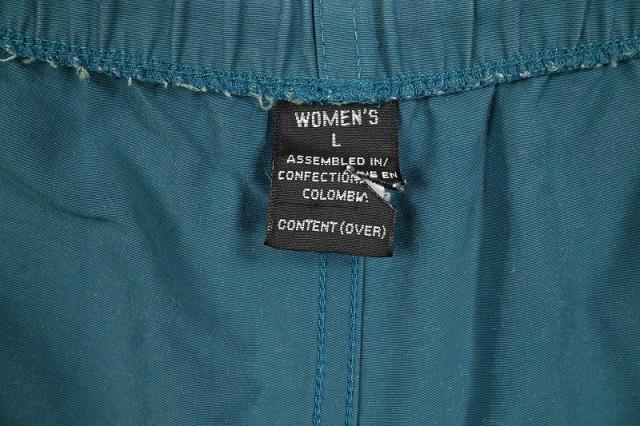 WOMEN'S
L
ASSEMBLED IN/
EN
COLOMBIA
CONTENT (OVER)